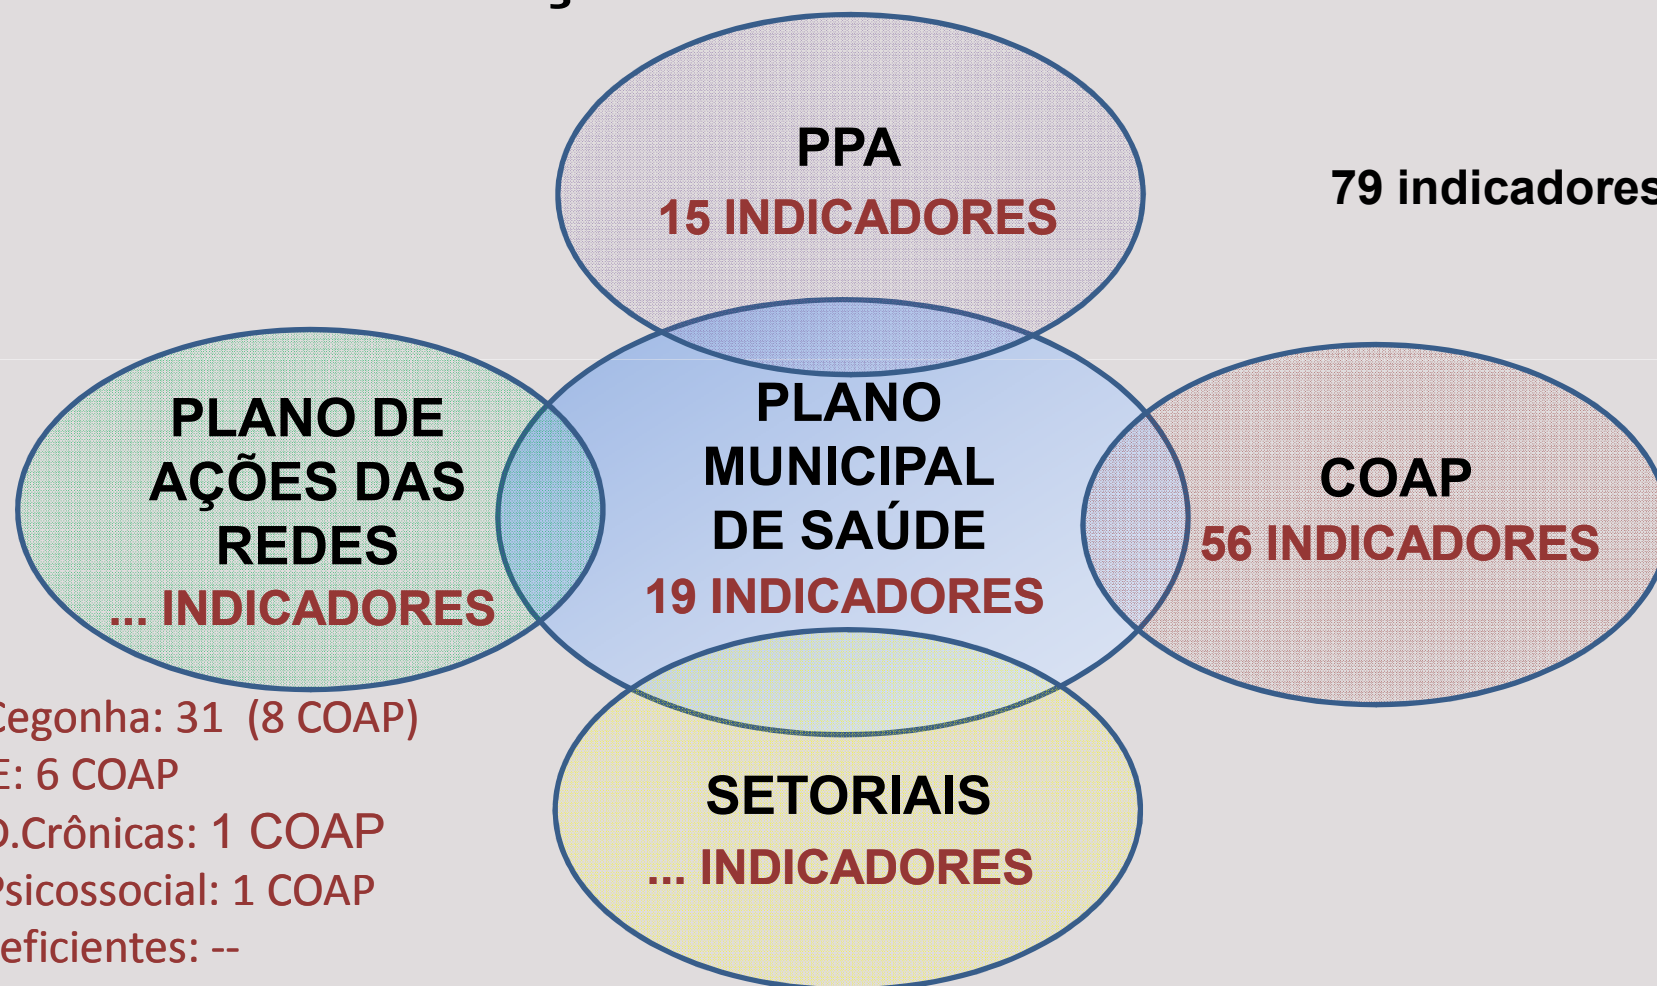 PPA
15 INDICADORES
79 indicadores
PLANO DE
AÇÕES DAS
REDES
... INDICADORES
PLANO
MUNICIPAL
DE SAÚDE
19 INDICADORES
COAP
56 INDICADORES
Cegonha: 31 (8 COAP)
E: 6 COAP
D.Crônicas: 1 COAP
Psicossocial: 1 COAP
eficientes: --
SETORIAIS
... INDICADORES